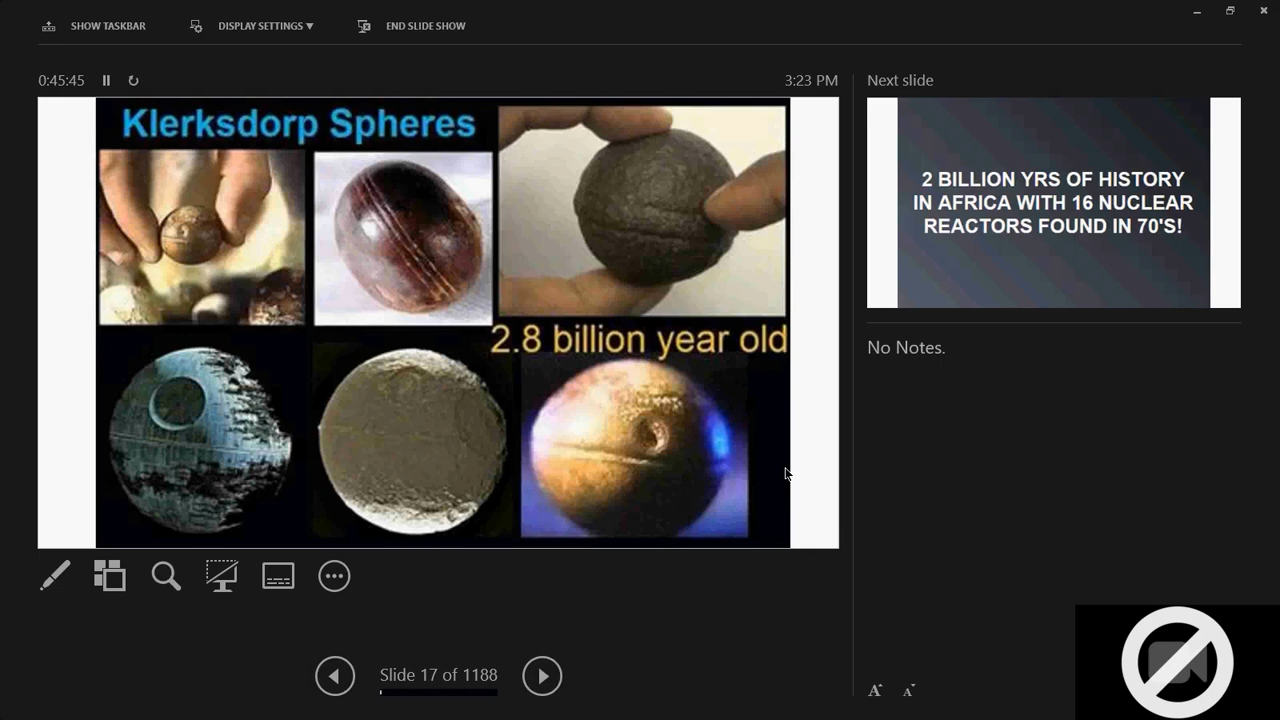 SHOW TASKBAR
DISPLAY SETTINGS ▼
END SLIDE SHOW
0:45:45
3:23 PM
Next slide
Klerksdorp Spheres
2.8 billion year old
2 BILLION YRS OF HISTORY
IN AFRICA WITH 16 NUCLEAR
REACTORS FOUND IN 70'S!
No Notes.
Slide 17 of 1188
A A